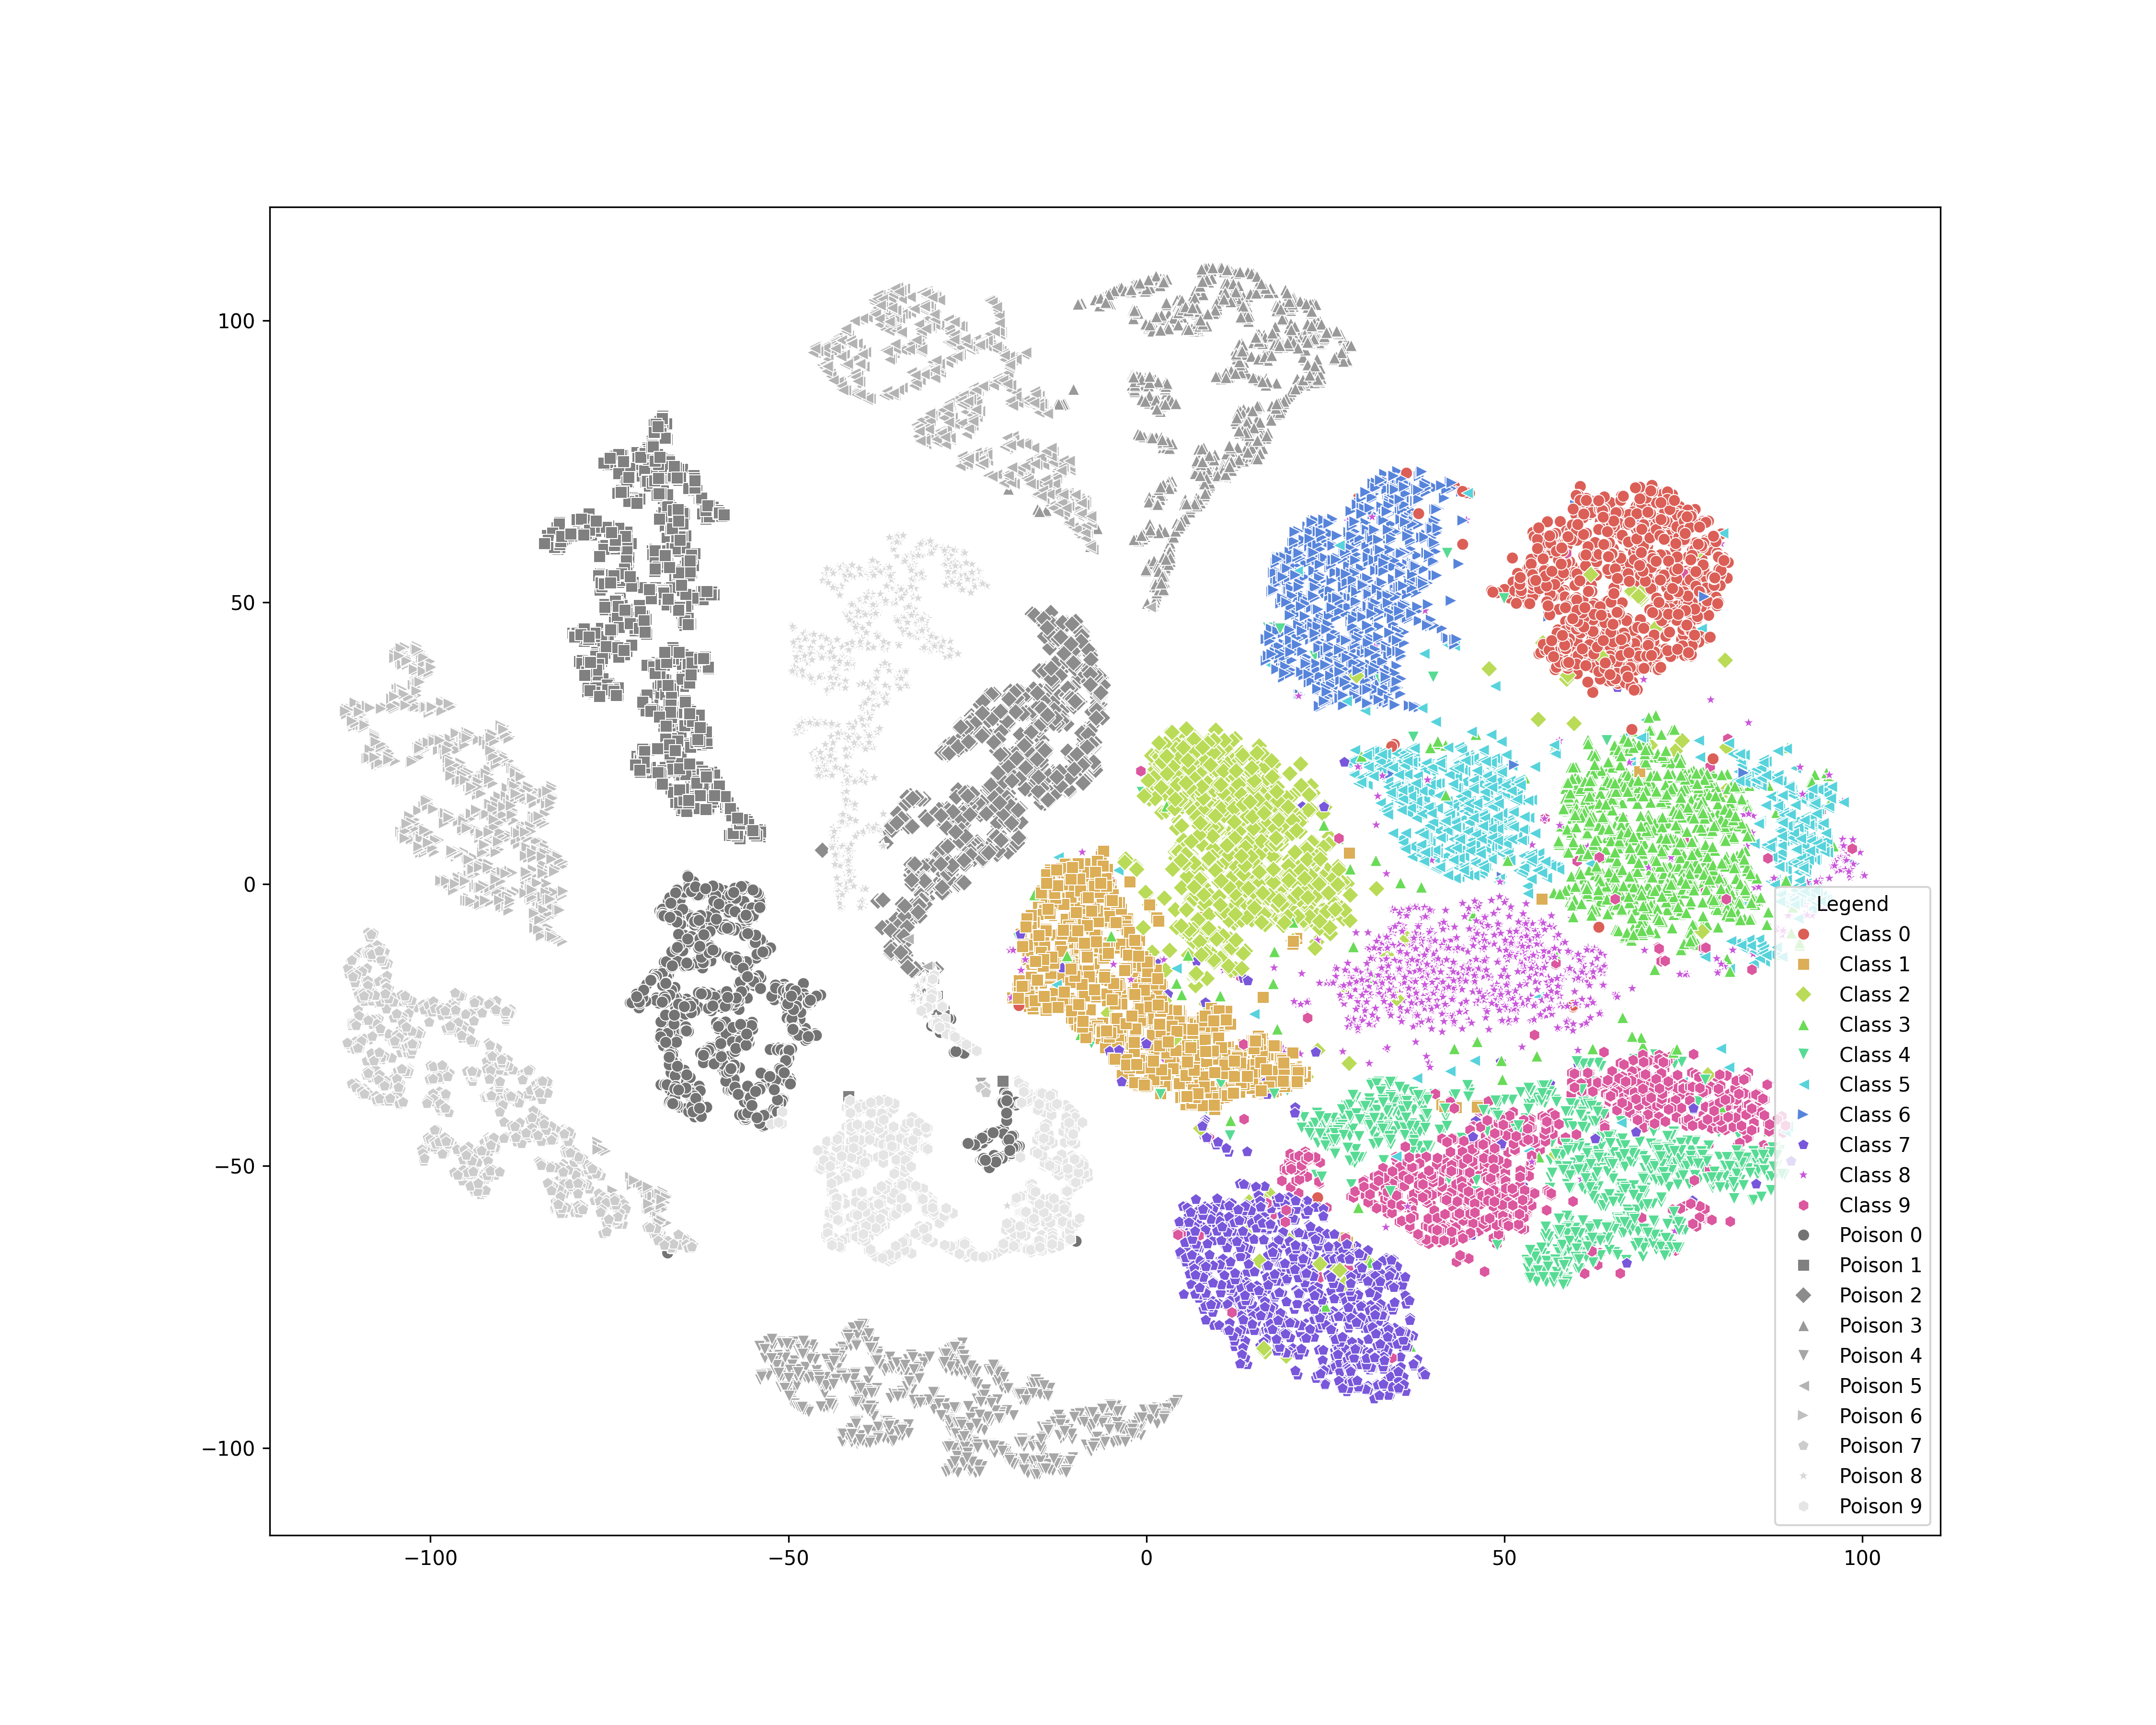 100
50
0
−50
−100
−100
−50
0
50
100
Legend
Class 0
Class 1
Class 2
Class 3
Class 4
Class 5
Class 6
Class 7
Class 8
Class 9
Poison 0
Poison 1
Poison 2
Poison 3
Poison 4
Poison 5
Poison 6
Poison 7
Poison 8
Poison 9